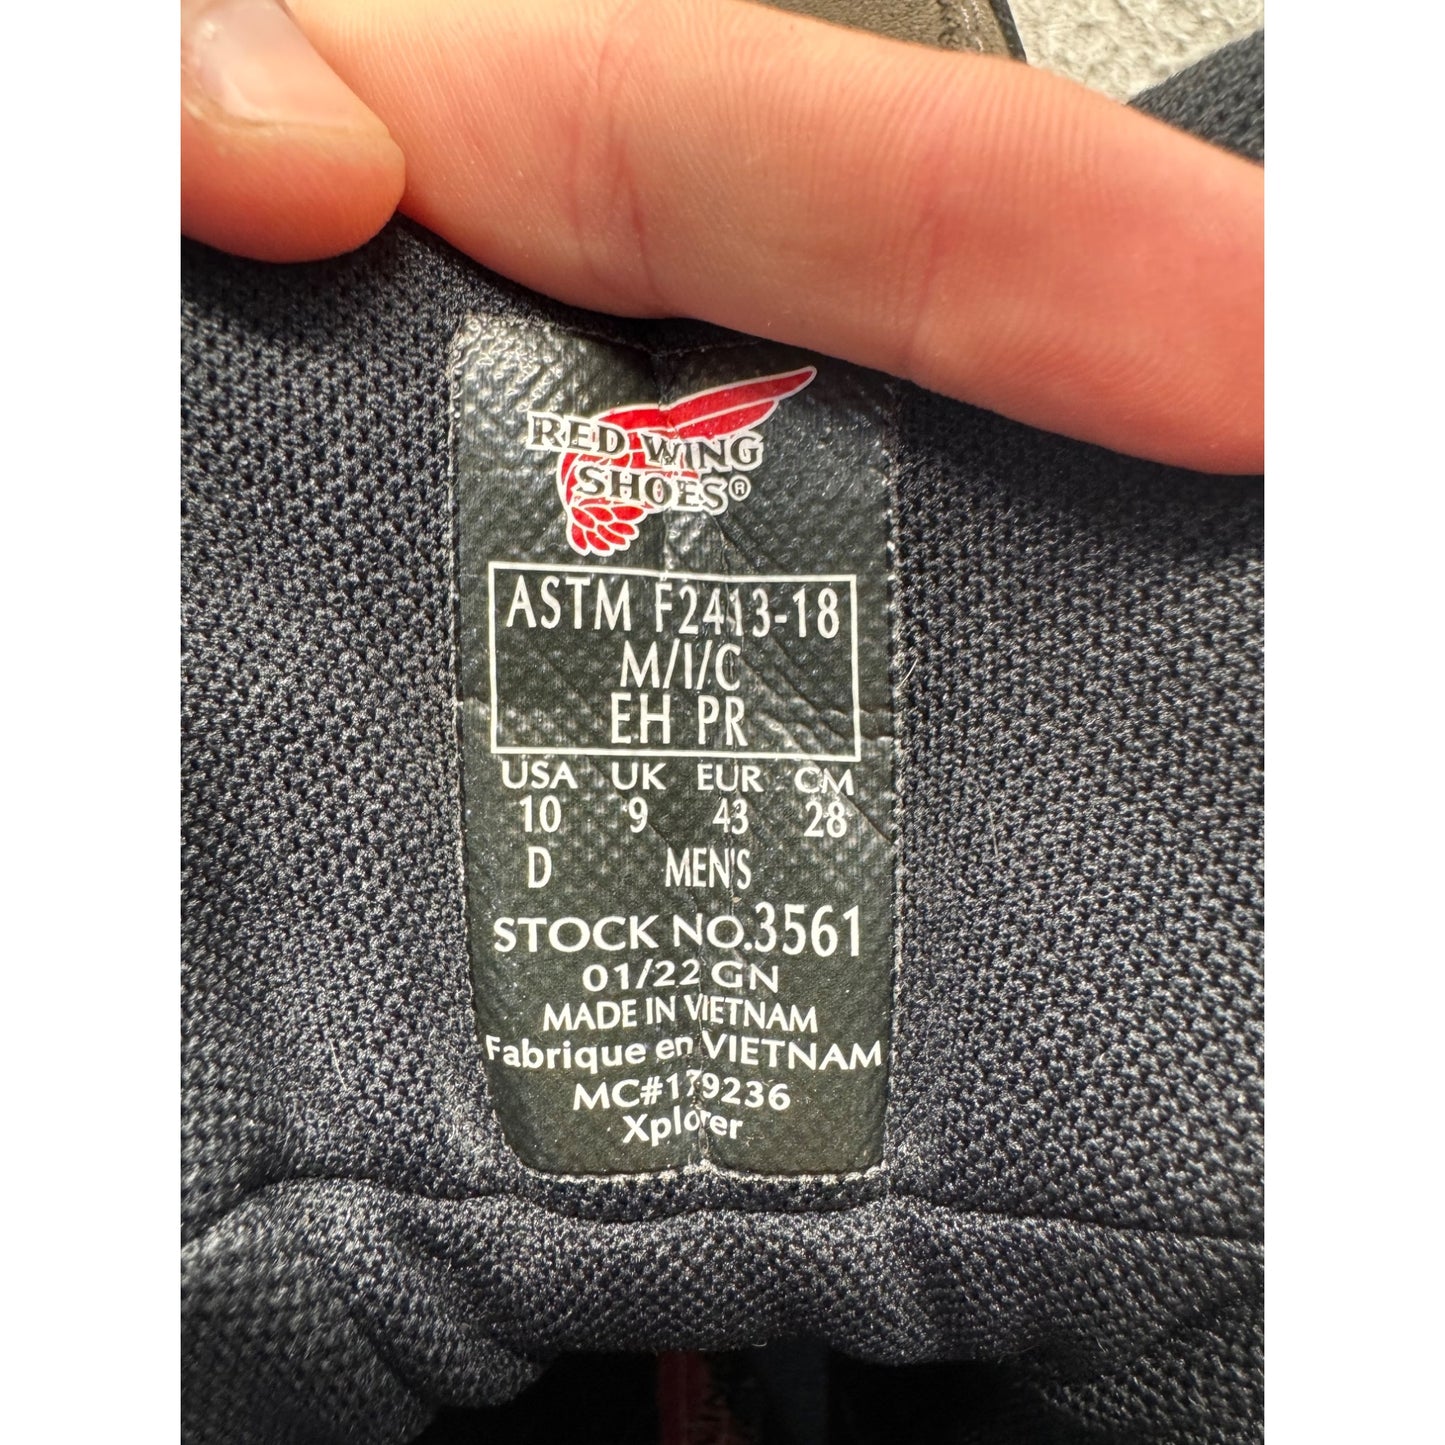 RED WING
SHOES®
ASTM F2413-18
M/I/C
EH PR
USA UK EUR CM
10 9 43 28
D MEN'S
STOCK NO.3561
01/22 GN
MADE IN VIETNAM
Fabrique en VIETNAM
MC#179236
Xplorer